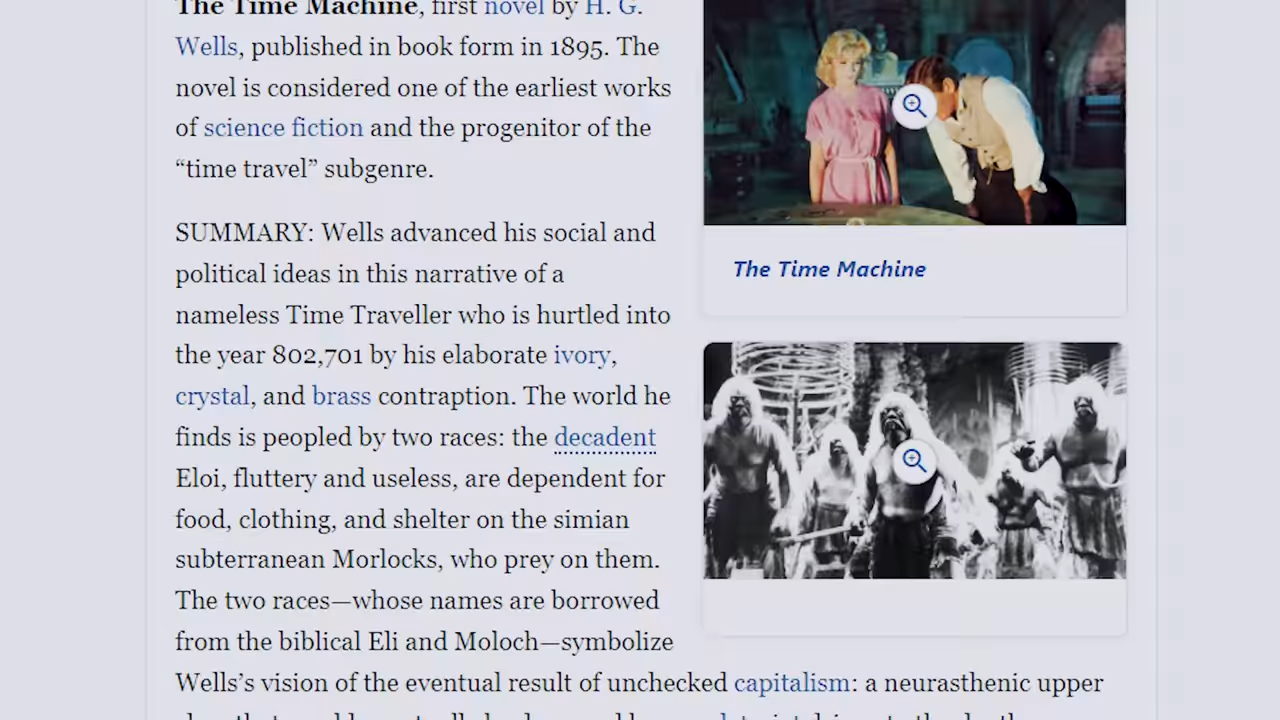 The Time Machine, first novel by H. G.
Wells, published in book form in 1895. The
novel is considered one of the earliest works
of science fiction and the progenitor of the
“time travel” subgenre.
SUMMARY: Wells advanced his social and
political ideas in this narrative of a
nameless Time Traveller who is hurtled into
the year 802,701 by his elaborate ivory,
crystal, and brass contraption. The world he
finds is peopled by two races: the decadent
Eloi, fluttery and useless, are dependent for
food, clothing, and shelter on the simian
subterranean Morlocks, who prey on them.
The two races—whose names are borrowed
from the biblical Eli and Moloch—symbolize
Wells’s vision of the eventual result of unchecked capitalism: a neurasthenic upper
The Time Machine